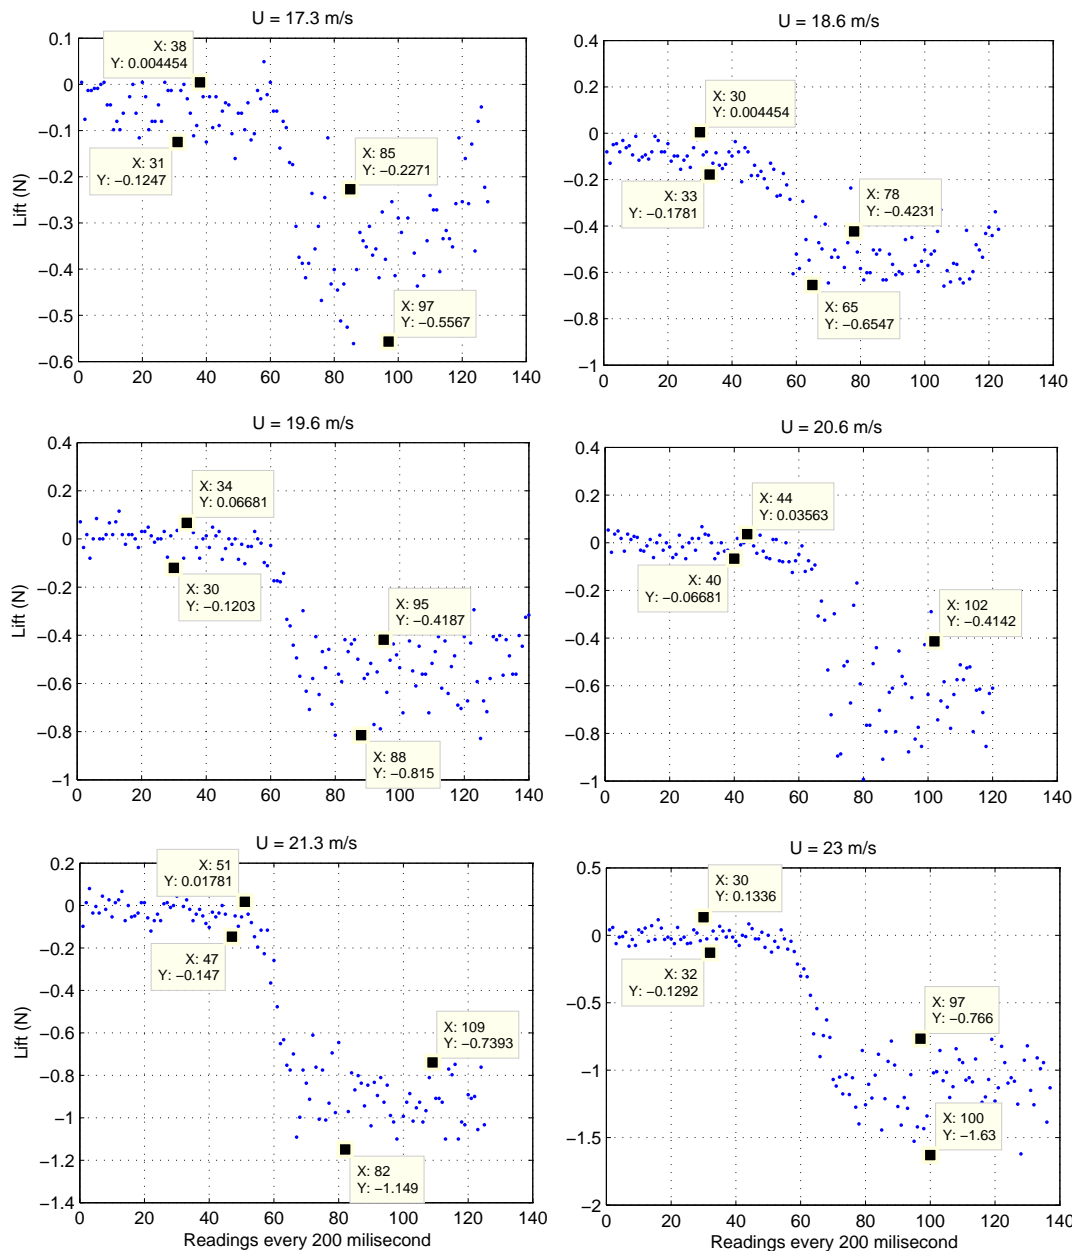 U = 17.3 m/s
0.1
0
−0.1
−0.2
−0.3
−0.4
−0.5
−0.6
Lift (N)
X: 38
Y: 0.004454
X: 31
Y: −0.1247
X: 85
Y: −0.2271
X: 97
Y: −0.5567
0 20 40 60 80 100 120 140
U = 18.6 m/s
0.4
0.2
0
−0.2
−0.4
−0.6
−0.8
−1
X: 30
Y: 0.004454
X: 33
Y: −0.1781
X: 78
Y: −0.4231
X: 65
Y: −0.6547
0 20 40 60 80 100 120 140
U = 19.6 m/s
0.4
0.2
0
−0.2
−0.4
−0.6
−0.8
−1
Lift (N)
X: 34
Y: 0.06681
X: 30
Y: −0.1203
X: 95
Y: −0.4187
X: 88
Y: −0.815
0 20 40 60 80 100 120 140
U = 20.6 m/s
0.4
0.2
0
−0.2
−0.4
−0.6
−0.8
−1
X: 44
Y: 0.03563
X: 40
Y: −0.06681
X: 102
Y: −0.4142
0 20 40 60 80 100 120 140
U = 21.3 m/s
0.2
0
−0.2
−0.4
−0.6
−0.8
−1
−1.2
−1.4
Lift (N)
X: 51
Y: 0.01781
X: 47
Y: −0.147
X: 109
Y: −0.7393
X: 82
Y: −1.149
0 20 40 60 80 100 120 140
Readings every 200 milisecond
U = 23 m/s
0.5
0
−0.5
−1
−1.5
−2
X: 30
Y: 0.1336
X: 32
Y: −0.1292
X: 97
Y: −0.766
X: 100
Y: −1.63
0 20 40 60 80 100 120 140
Readings every 200 milisecond